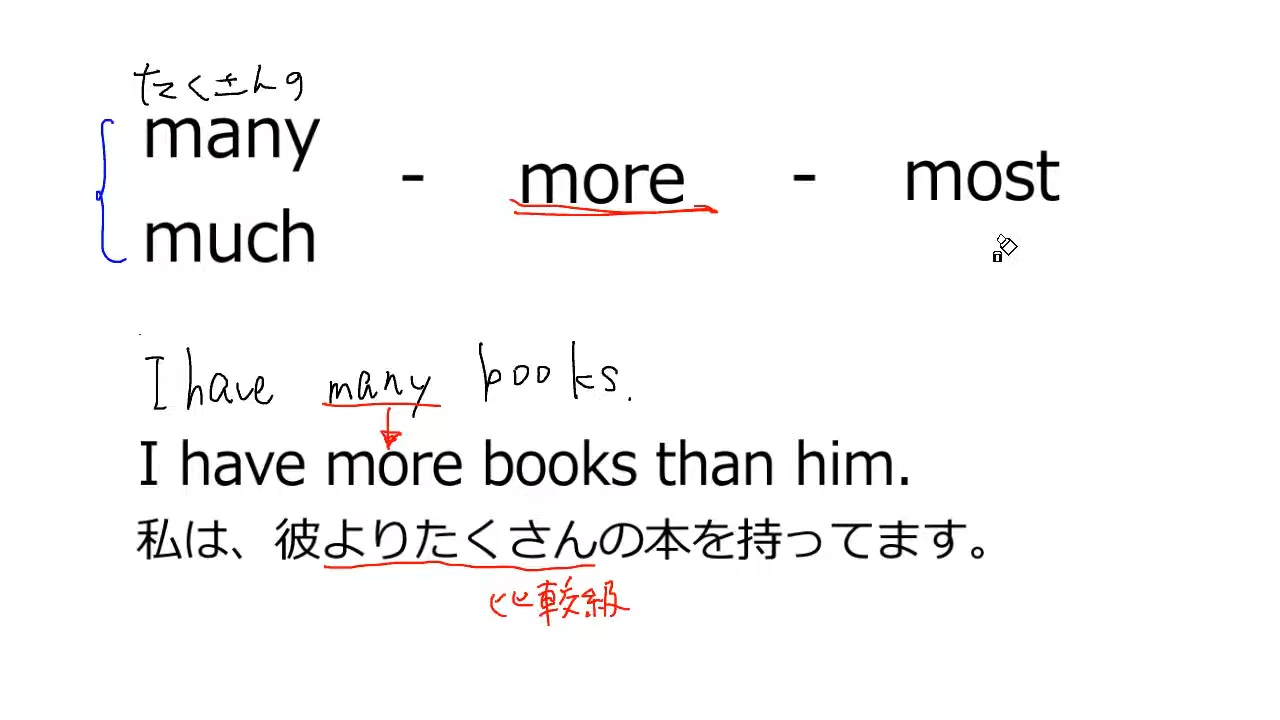 たくさんの
many
much
- more - most
I have many books.
I have more books than him.
私は、彼よりたくさんの本を持ってます。
比較級